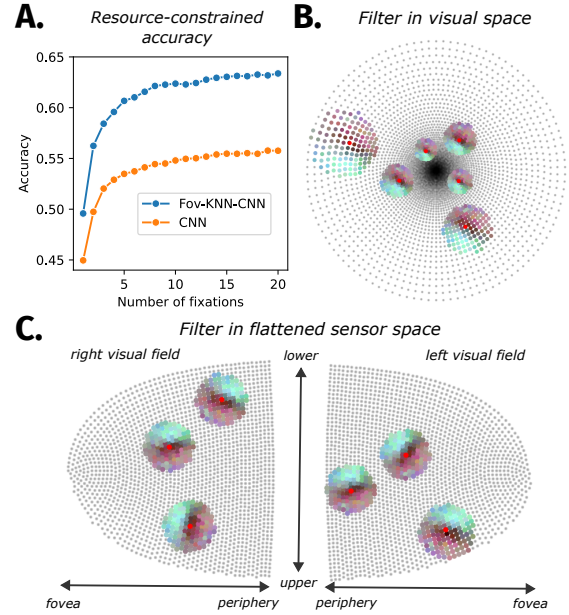 A.
Resource-constrained
accuracy
0.65
0.60
0.55
0.50
0.45
Accuracy
Fov-KNN-CNN
CNN
5
10
15
20
Number of fixations
B.
Filter in visual space
C.
Filter in flattened sensor space
right visual field
lower
left visual field
upper
fovea
periphery
periphery
fovea